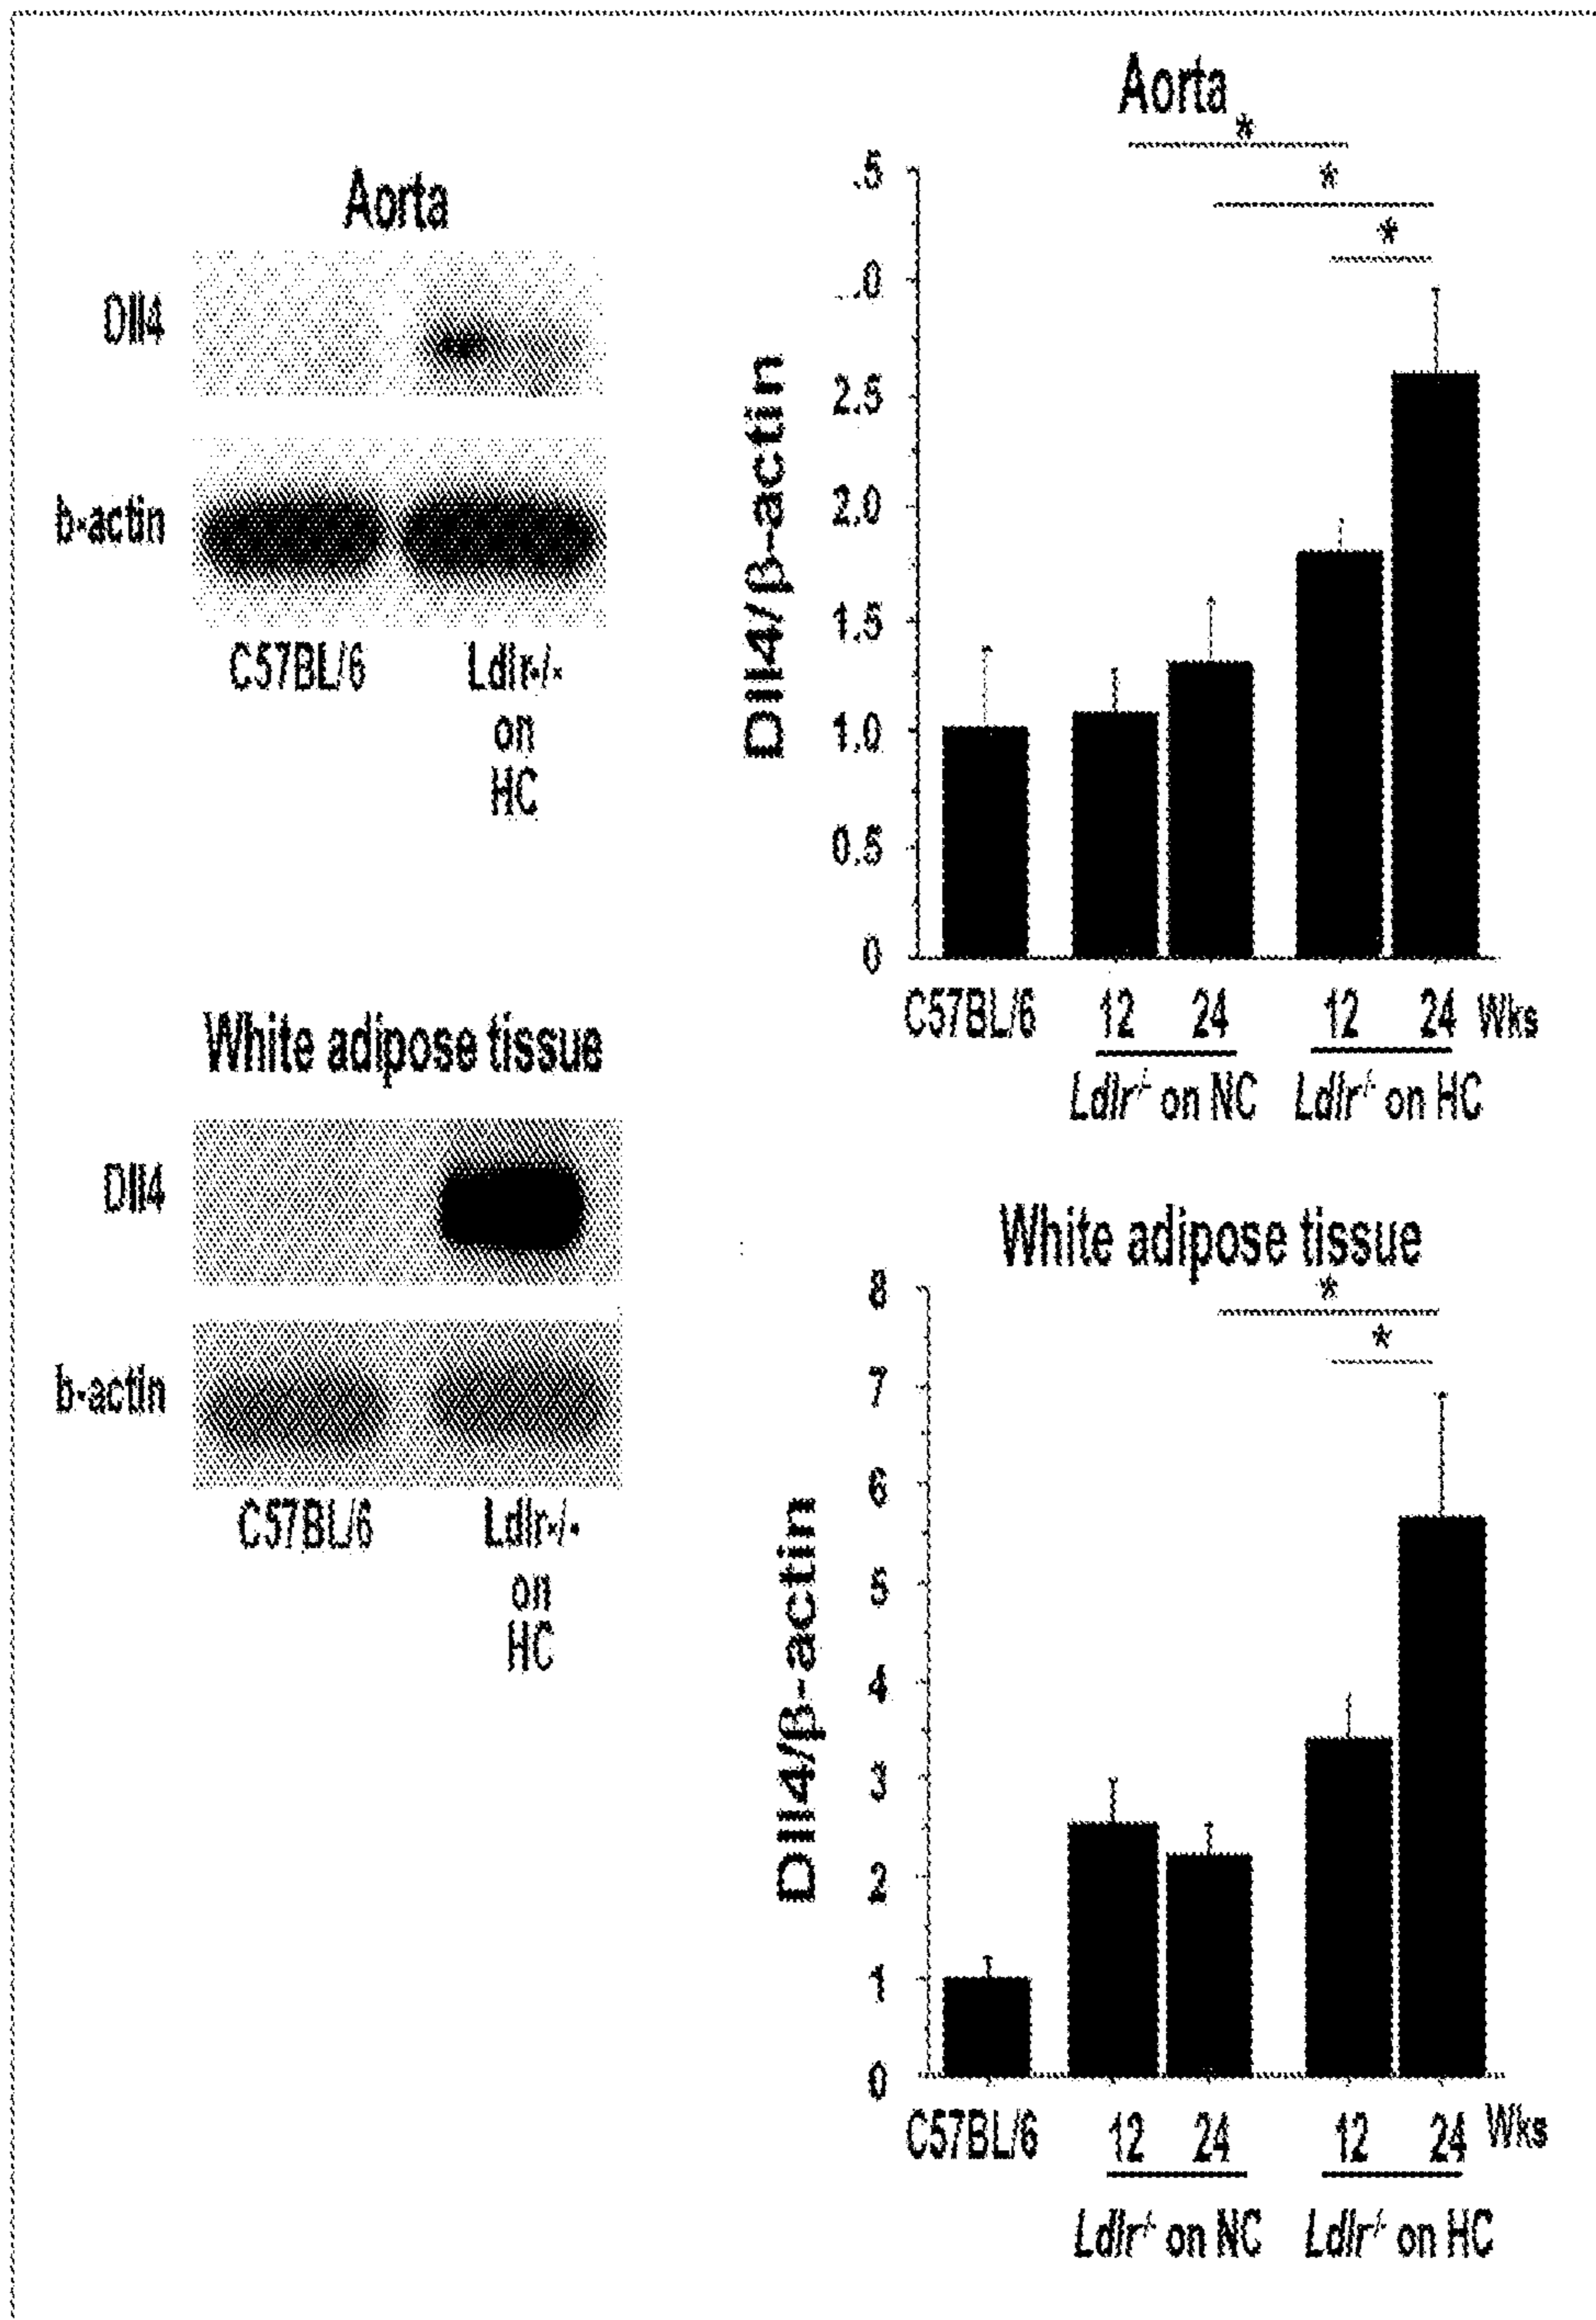 Aorta
Dll4
b-actin
C57BL/6 Ldlr-/-
on
HC
Aorta
*
*
*
.5
.0
2.5
2.0
1.5
1.0
0.5
0
Dll4/β-actin
C57BL/6 12 24 12 24 Wks
Ldlr-/- on NC Ldlr-/- on HC
White adipose tissue
Dll4
b-actin
C57BL/6 Ldlr-/-
on
HC
White adipose tissue
*
*
8
7
6
5
4
3
2
1
0
Dll4/β-actin
C57BL/6 12 24 12 24 Wks
Ldlr-/- on NC Ldlr-/- on HC